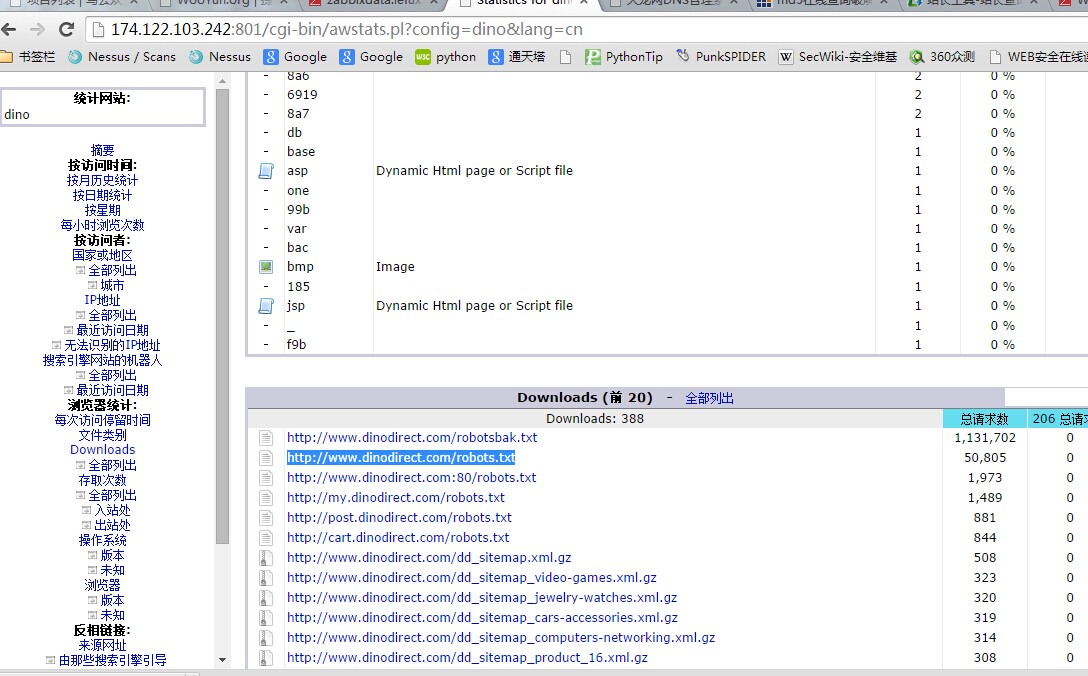 WooYun.org |
Statistics for din
174.122.103.242:801/cgi-bin/awstats.pl?config=dino&lang=cn
书签栏 Nessus / Scans Nessus Google Google python 通天塔 PythonTip PunkSPIDER SecWiki-安全维基 360众测 WEB安全在线
统计网站:
dino
摘要
按访问时间:
按月历史统计
按日期统计
按星期
每小时浏览次数
按访问者:
国家或地区
全部列出
城市
IP地址
全部列出
最近访问日期
无法识别的IP地址
搜索引擎网站的机器人
全部列出
最近访问日期
浏览器统计:
每次访问停留时间
文件类别
Downloads
全部列出
存取次数
全部列出
入站处
出站处
操作系统
版本
未知
浏览器
版本
未知
反相链接:
来源网址
由那些搜索引擎引导
- 8a6 2 0 %
- 6919 2 0 %
- 8a7 2 0 %
- db 1 0 %
- base 1 0 %
asp Dynamic Html page or Script file 1 0 %
- one 1 0 %
- 99b 1 0 %
- var 1 0 %
- bac 1 0 %
bmp Image 1 0 %
- 185 1 0 %
jsp Dynamic Html page or Script file 1 0 %
- _ 1 0 %
- f9b 1 0 %
Downloads (前 20) - 全部列出
Downloads: 388 总请求数 206 总请求
http://www.dinodirect.com/robotsbak.txt 1,131,702 0
http://www.dinodirect.com/robots.txt 50,805 0
http://www.dinodirect.com:80/robots.txt 1,973 0
http://my.dinodirect.com/robots.txt 1,489 0
http://post.dinodirect.com/robots.txt 881 0
http://cart.dinodirect.com/robots.txt 844 0
http://www.dinodirect.com/dd_sitemap.xml.gz 508 0
http://www.dinodirect.com/dd_sitemap_video-games.xml.gz 323 0
http://www.dinodirect.com/dd_sitemap_jewelry-watches.xml.gz 320 0
http://www.dinodirect.com/dd_sitemap_cars-accessories.xml.gz 319 0
http://www.dinodirect.com/dd_sitemap_computers-networking.xml.gz 314 0
http://www.dinodirect.com/dd_sitemap_product_16.xml.gz 308 0